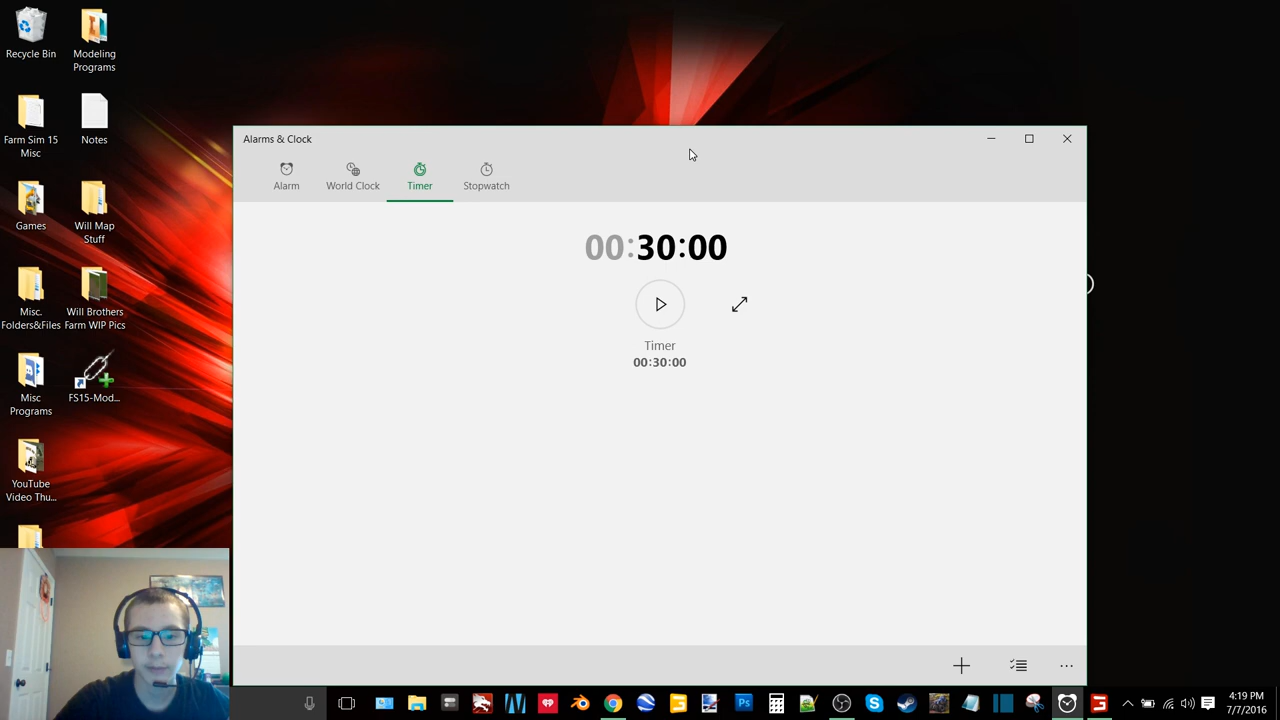 Recycle Bin
Modeling
Programs
Farm Sim 15
Misc
Notes
Games
Will Map
Stuff
Misc.
Folders&Files
Will Brothers
Farm WIP Pics
Misc
Programs
FS15-Mod...
YouTube
Video Thu...
Alarms & Clock
Alarm
World Clock
Timer
Stopwatch
00:30:00
Timer
00:30:00
4:19 PM
7/7/2016